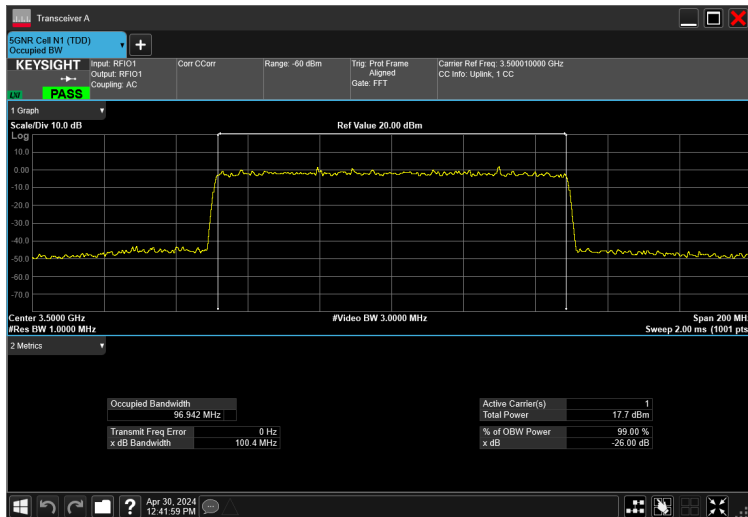 Transceiver A
5GNR Cell N1 (TDD)
Occupied BW
KEYSIGHT
LXI
PASS
Input: RFIO1
Output: RFIO1
Coupling: AC
Corr CCorr
Range: -60 dBm
Trig: Prot Frame
Aligned
Gate: FFT
Carrier Ref Freq: 3.500010000 GHz
CC Info: Uplink, 1 CC
1 Graph
Scale/Div 10.0 dB
Ref Value 20.00 dBm
Log
10.0
0.00
-10.0
-20.0
-30.0
-40.0
-50.0
-60.0
-70.0
Center 3.5000 GHz
#Video BW 3.0000 MHz
Span 200 MH
#Res BW 1.0000 MHz
Sweep 2.00 ms (1001 pts
2 Metrics
Occupied Bandwidth
96.942 MHz
Transmit Freq Error 0 Hz
x dB Bandwidth 100.4 MHz
Active Carrier(s) 1
Total Power 17.7 dBm
% of OBW Power 99.00 %
x dB -26.00 dB
?
Apr 30, 2024
12:41:59 PM